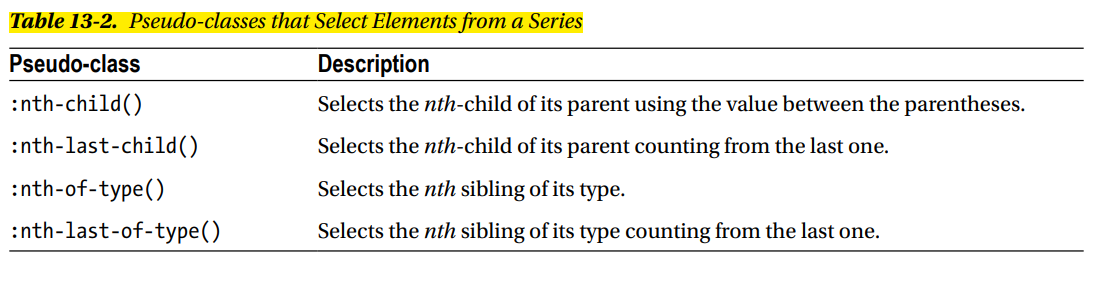 Table 13-2. Pseudo-classes that Select Elements from a Series
Pseudo-class Description
:nth-child() Selects the nth-child of its parent using the value between the parentheses.
:nth-last-child() Selects the nth-child of its parent counting from the last one.
:nth-of-type() Selects the nth sibling of its type.
:nth-last-of-type() Selects the nth sibling of its type counting from the last one.